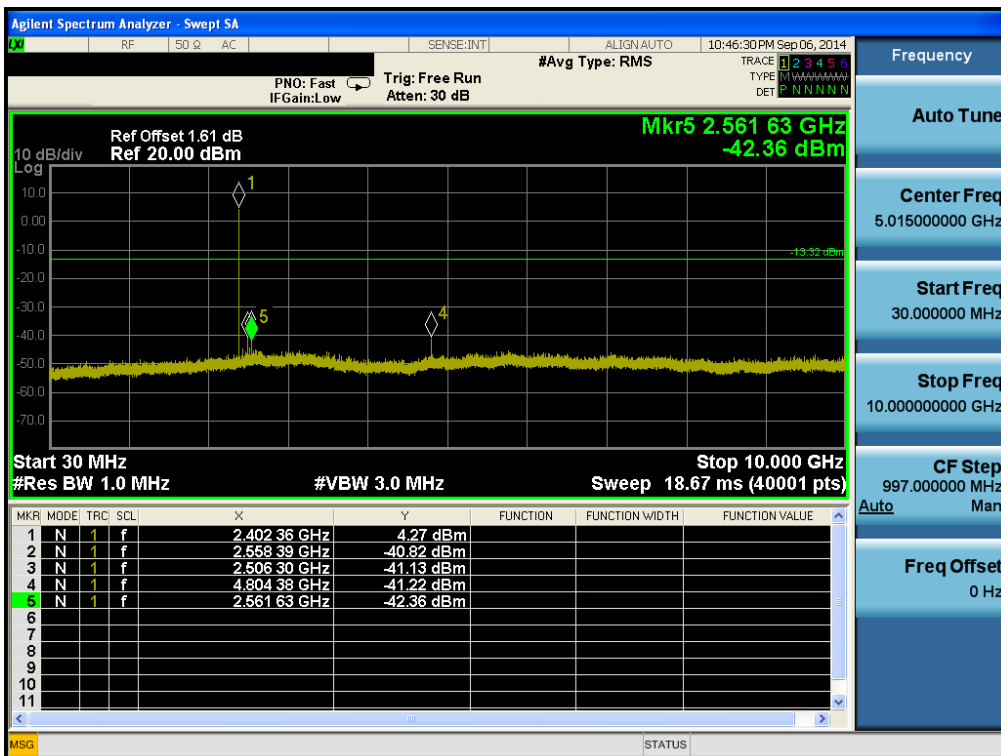 Agilent Spectrum Analyzer - Swept SA
LXI RF 50 Ω AC SENSE:INT ALIGN AUTO 10:46:30 PM Sep 06, 2014
#Avg Type: RMS TRACE 1 2 3 4 5 6
PNO: Fast Trig: Free Run TYPE M WWWWW
IFGain:Low Atten: 30 dB DET P N N N N N
Mkr5 2.561 63 GHz
Ref Offset 1.61 dB
10 dB/div Ref 20.00 dBm -42.36 dBm
Log
10.0
0.00
-10.0
-20.0
-30.0
-40.0
-50.0
-60.0
-70.0
1
-13.32 dBm
5
4
Start 30 MHz Stop 10.000 GHz
#Res BW 1.0 MHz #VBW 3.0 MHz Sweep 18.67 ms (40001 pts)
MKR MODE TRC SCL X Y FUNCTION FUNCTION WIDTH FUNCTION VALUE
1 N 1 f 2.402 36 GHz 4.27 dBm
2 N 1 f 2.558 39 GHz -40.82 dBm
3 N 1 f 2.506 30 GHz -41.13 dBm
4 N 1 f 4.804 38 GHz -41.22 dBm
5 N 1 f 2.561 63 GHz -42.36 dBm
6
7
8
9
10
11
MSG STATUS
Frequency
Auto Tune
Center Freq
5.015000000 GHz
Start Freq
30.000000 MHz
Stop Freq
10.000000000 GHz
CF Step
997.000000 MHz
Auto Man
Freq Offset
0 Hz